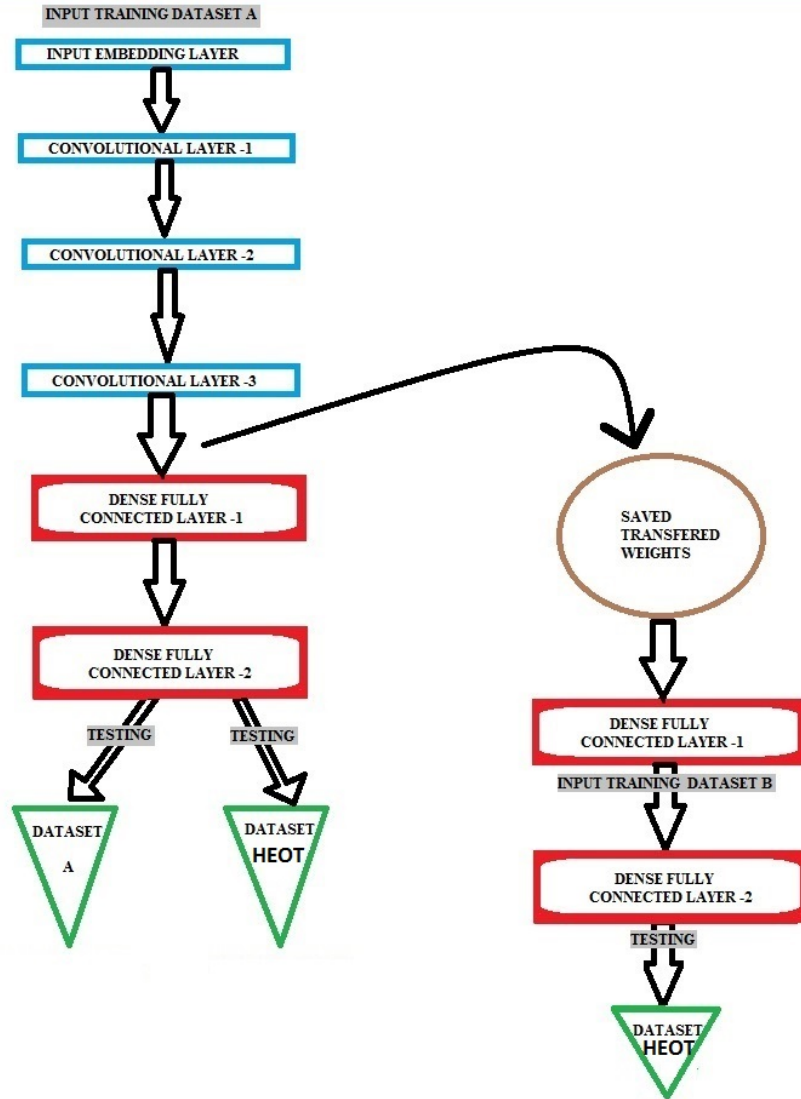 INPUT TRAINING DATASET A
INPUT EMBEDDING LAYER
CONVOLUTIONAL LAYER -1
CONVOLUTIONAL LAYER -2
CONVOLUTIONAL LAYER -3
DENSE FULLY
CONNECTED LAYER -1
DENSE FULLY
CONNECTED LAYER -2
TESTING
TESTING
DATASET
A
DATASET
HEOT
SAVED
TRANSFERED
WEIGHTS
DENSE FULLY
CONNECTED LAYER -1
INPUT TRAINING DATASET B
DENSE FULLY
CONNECTED LAYER -2
TESTING
DATASET
HEOT